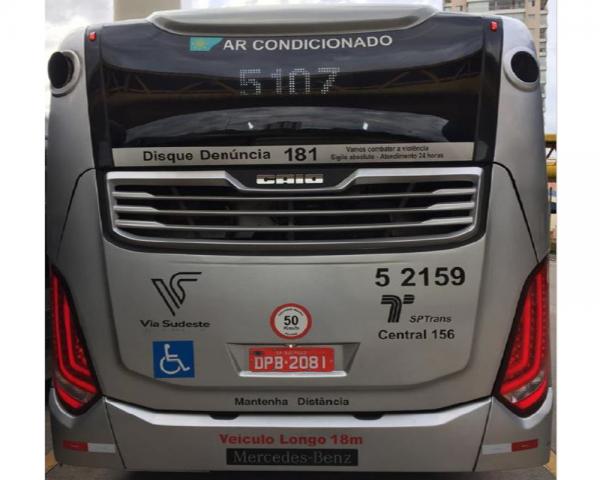 AR CONDICIONADO
5107
Disque Denúncia 181 Vamos combater a violência
Sigilo absoluto - Atendimento 24 horas
CAIO
5 2159
Via Sudeste
50
Km/h
SPTrans
Central 156
DPB-2081
Mantenha Distância
Veículo Longo 18m
Mercedes-Benz